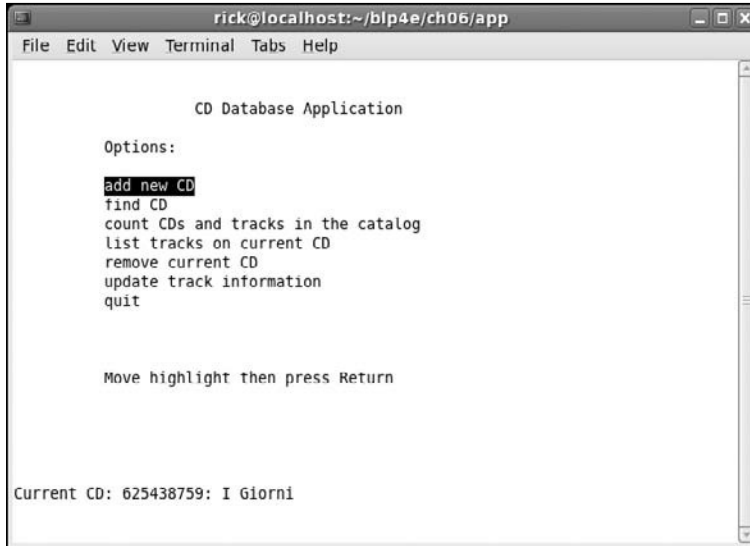 rick@localhost:~/blp4e/ch06/app
File Edit View Terminal Tabs Help
CD Database Application
Options:
add new CD
find CD
count CDs and tracks in the catalog
list tracks on current CD
remove current CD
update track information
quit
Move highlight then press Return
Current CD: 625438759: I Giorni